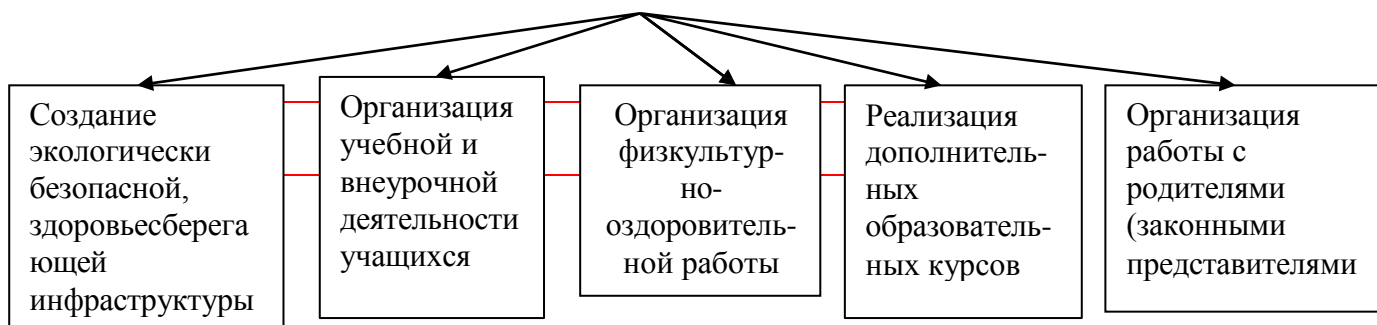 Создание
экологически
безопасной,
здоровьесберега
ющей
инфраструктуры
Организация
учебной и
внеурочной
деятельности
учащихся
Организация
физкультур-
но-
оздоровитель-
ной работы
Реализация
дополнитель-
ных
образователь-
ных курсов
Организация
работы с
родителями
(законными
представителями